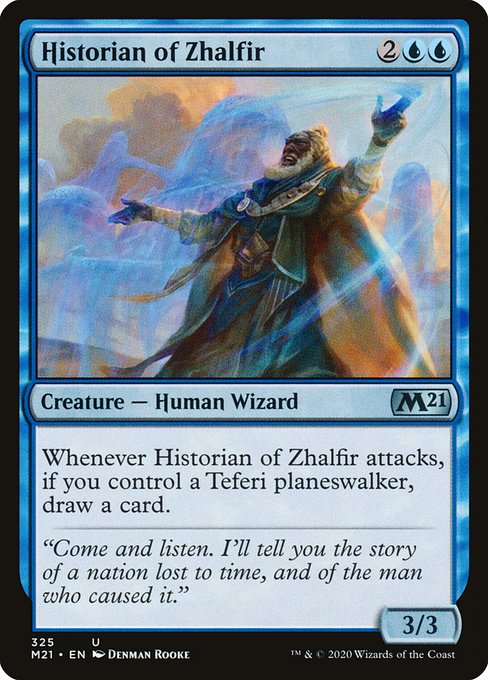 Historian of Zhalfir 2
Creature — Human Wizard M21
Whenever Historian of Zhalfir attacks,
if you control a Teferi planeswalker,
draw a card.
“Come and listen. I'll tell you the story
of a nation lost to time, and of the man
who caused it.”
3/3
325 U
M21 • EN DENMAN ROOKE ™ & © 2020 Wizards of the Coast